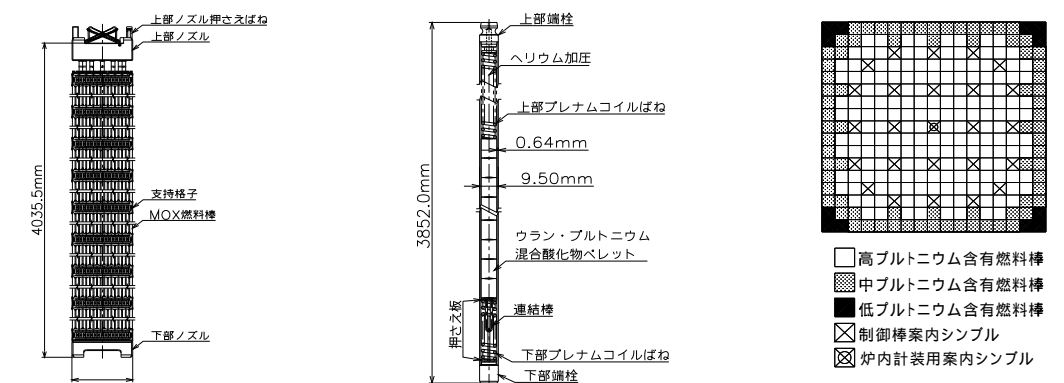 上部ノズル押さえばね
上部ノズル
4035.5mm
支持格子
MOX燃料棒
下部ノズル
上部端栓
ヘリウム加圧
上部プレナムコイルばね
0.64mm
9.50mm
3852.0mm
ウラン・プルトニウム
混合酸化物ペレット
押さえ板
連結棒
下部プレナムコイルばね
下部端栓
高プルトニウム含有燃料棒
中プルトニウム含有燃料棒
低プルトニウム含有燃料棒
制御棒案内シンブル
炉内計装用案内シンブル